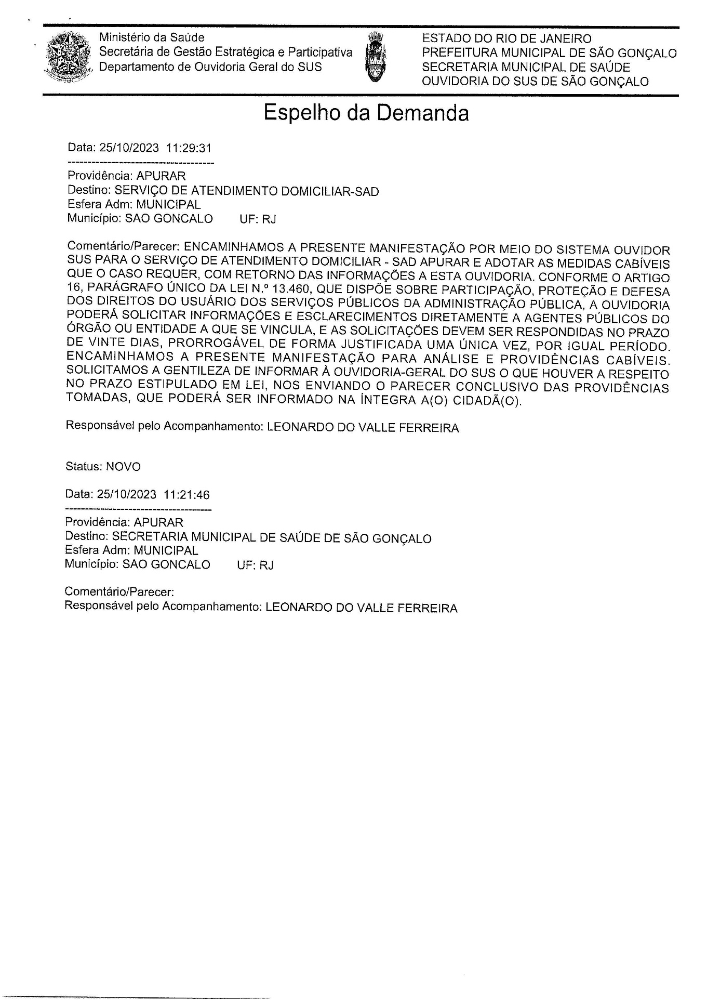 Ministério da Saúde
Secretária de Gestão Estratégica e Participativa
Departamento de Ouvidoria Geral do SUS
ESTADO DO RIO DE JANEIRO
PREFEITURA MUNICIPAL DE SÃO GONÇALO
SECRETARIA MUNICIPAL DE SAÚDE
OUVIDORIA DO SUS DE SÃO GONÇALO
Espelho da Demanda
Data: 25/10/2023 11:29:31
-------------------------------------
Providência: APURAR
Destino: SERVIÇO DE ATENDIMENTO DOMICILIAR-SAD
Esfera Adm: MUNICIPAL
Município: SAO GONCALO UF: RJ
Comentário/Parecer: ENCAMINHAMOS A PRESENTE MANIFESTAÇÃO POR MEIO DO SISTEMA OUVIDOR
SUS PARA O SERVIÇO DE ATENDIMENTO DOMICILIAR - SAD APURAR E ADOTAR AS MEDIDAS CABÍVEIS
QUE O CASO REQUER, COM RETORNO DAS INFORMAÇÕES A ESTA OUVIDORIA. CONFORME O ARTIGO
16, PARÁGRAFO ÚNICO DA LEI N.º 13.460, QUE DISPÕE SOBRE PARTICIPAÇÃO, PROTEÇÃO E DEFESA
DOS DIREITOS DO USUÁRIO DOS SERVIÇOS PÚBLICOS DA ADMINISTRAÇÃO PÚBLICA, A OUVIDORIA
PODERÁ SOLICITAR INFORMAÇÕES E ESCLARECIMENTOS DIRETAMENTE A AGENTES PÚBLICOS DO
ÓRGÃO OU ENTIDADE A QUE SE VINCULA, E AS SOLICITAÇÕES DEVEM SER RESPONDIDAS NO PRAZO
DE VINTE DIAS, PRORROGÁVEL DE FORMA JUSTIFICADA UMA ÚNICA VEZ, POR IGUAL PERÍODO.
ENCAMINHAMOS A PRESENTE MANIFESTAÇÃO PARA ANÁLISE E PROVIDÊNCIAS CABÍVEIS.
SOLICITAMOS A GENTILEZA DE INFORMAR À OUVIDORIA-GERAL DO SUS O QUE HOUVER A RESPEITO
NO PRAZO ESTIPULADO EM LEI, NOS ENVIANDO O PARECER CONCLUSIVO DAS PROVIDÊNCIAS
TOMADAS, QUE PODERÁ SER INFORMADO NA ÍNTEGRA A(O) CIDADÃ(O).
Responsável pelo Acompanhamento: LEONARDO DO VALLE FERREIRA
Status: NOVO
Data: 25/10/2023 11:21:46
-------------------------------------
Providência: APURAR
Destino: SECRETARIA MUNICIPAL DE SAÚDE DE SÃO GONÇALO
Esfera Adm: MUNICIPAL
Município: SAO GONCALO UF: RJ
Comentário/Parecer:
Responsável pelo Acompanhamento: LEONARDO DO VALLE FERREIRA